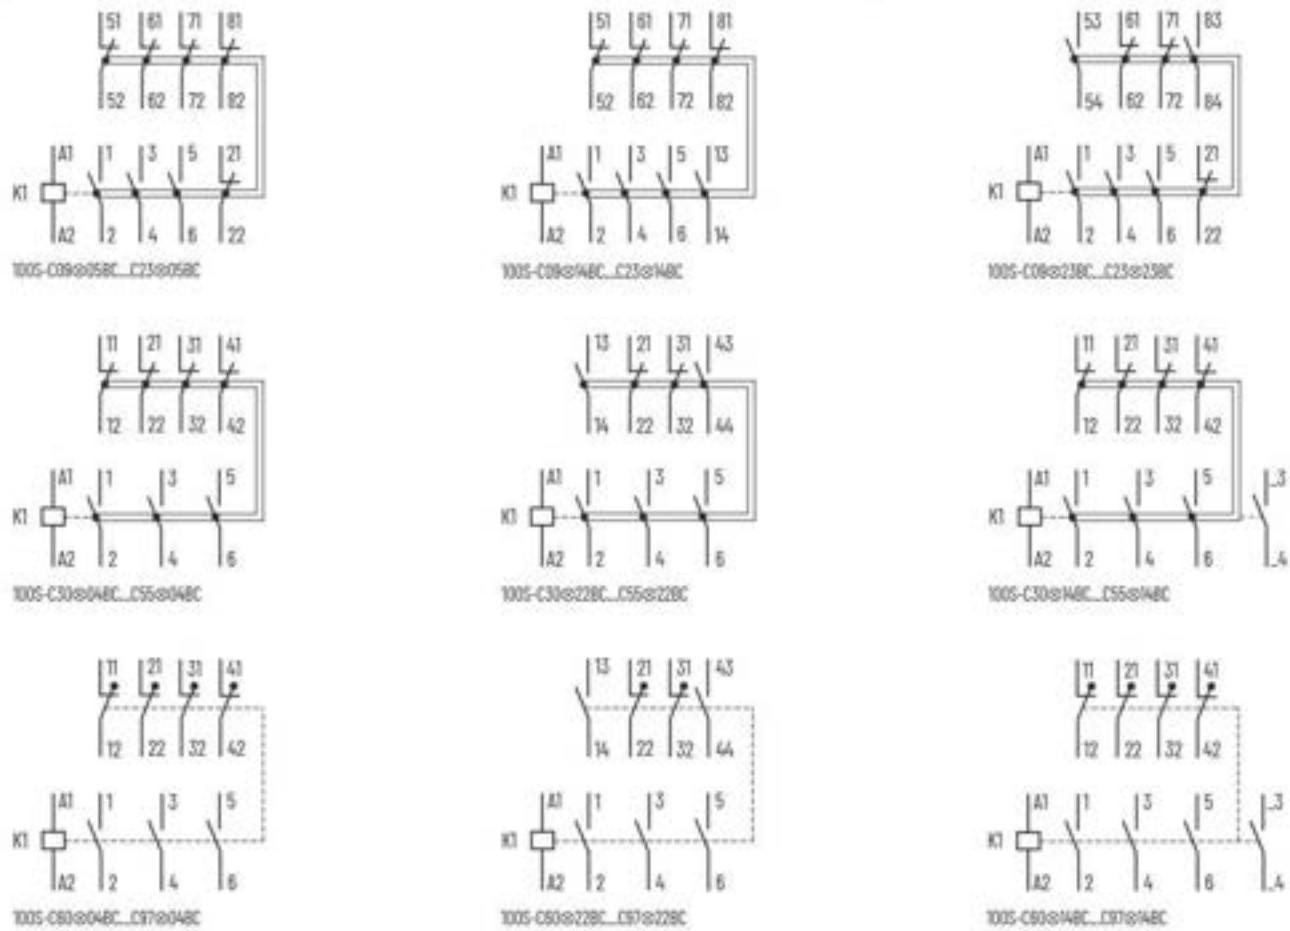 51 61 71 81
52 62 72 82
A1 1 3 5 21
K1
A2 2 4 6 22
100S-C09⊗05BC...C23⊗05BC
51 61 71 81
52 62 72 82
A1 1 3 5 13
K1
A2 2 4 6 14
100S-C09⊗14BC...C23⊗14BC
53 61 71 83
54 62 72 84
A1 1 3 5 21
K1
A2 2 4 6 22
100S-C09⊗23BC...C23⊗23BC
11 21 31 41
12 22 32 42
A1 1 3 5
K1
A2 2 4 6
100S-C30⊗04BC...C55⊗04BC
13 21 31 43
14 22 32 44
A1 1 3 5
K1
A2 2 4 6
100S-C30⊗22BC...C55⊗22BC
11 21 31 41
12 22 32 42
A1 1 3 5 _3
K1
A2 2 4 6 _4
100S-C30⊗14BC...C55⊗14BC
11 21 31 41
12 22 32 42
A1 1 3 5
K1
A2 2 4 6
100S-C60⊗04BC...C97⊗04BC
13 21 31 43
14 22 32 44
A1 1 3 5
K1
A2 2 4 6
100S-C60⊗22BC...C97⊗22BC
11 21 31 41
12 22 32 42
A1 1 3 5 _3
K1
A2 2 4 6 _4
100S-C60⊗14BC...C97⊗14BC